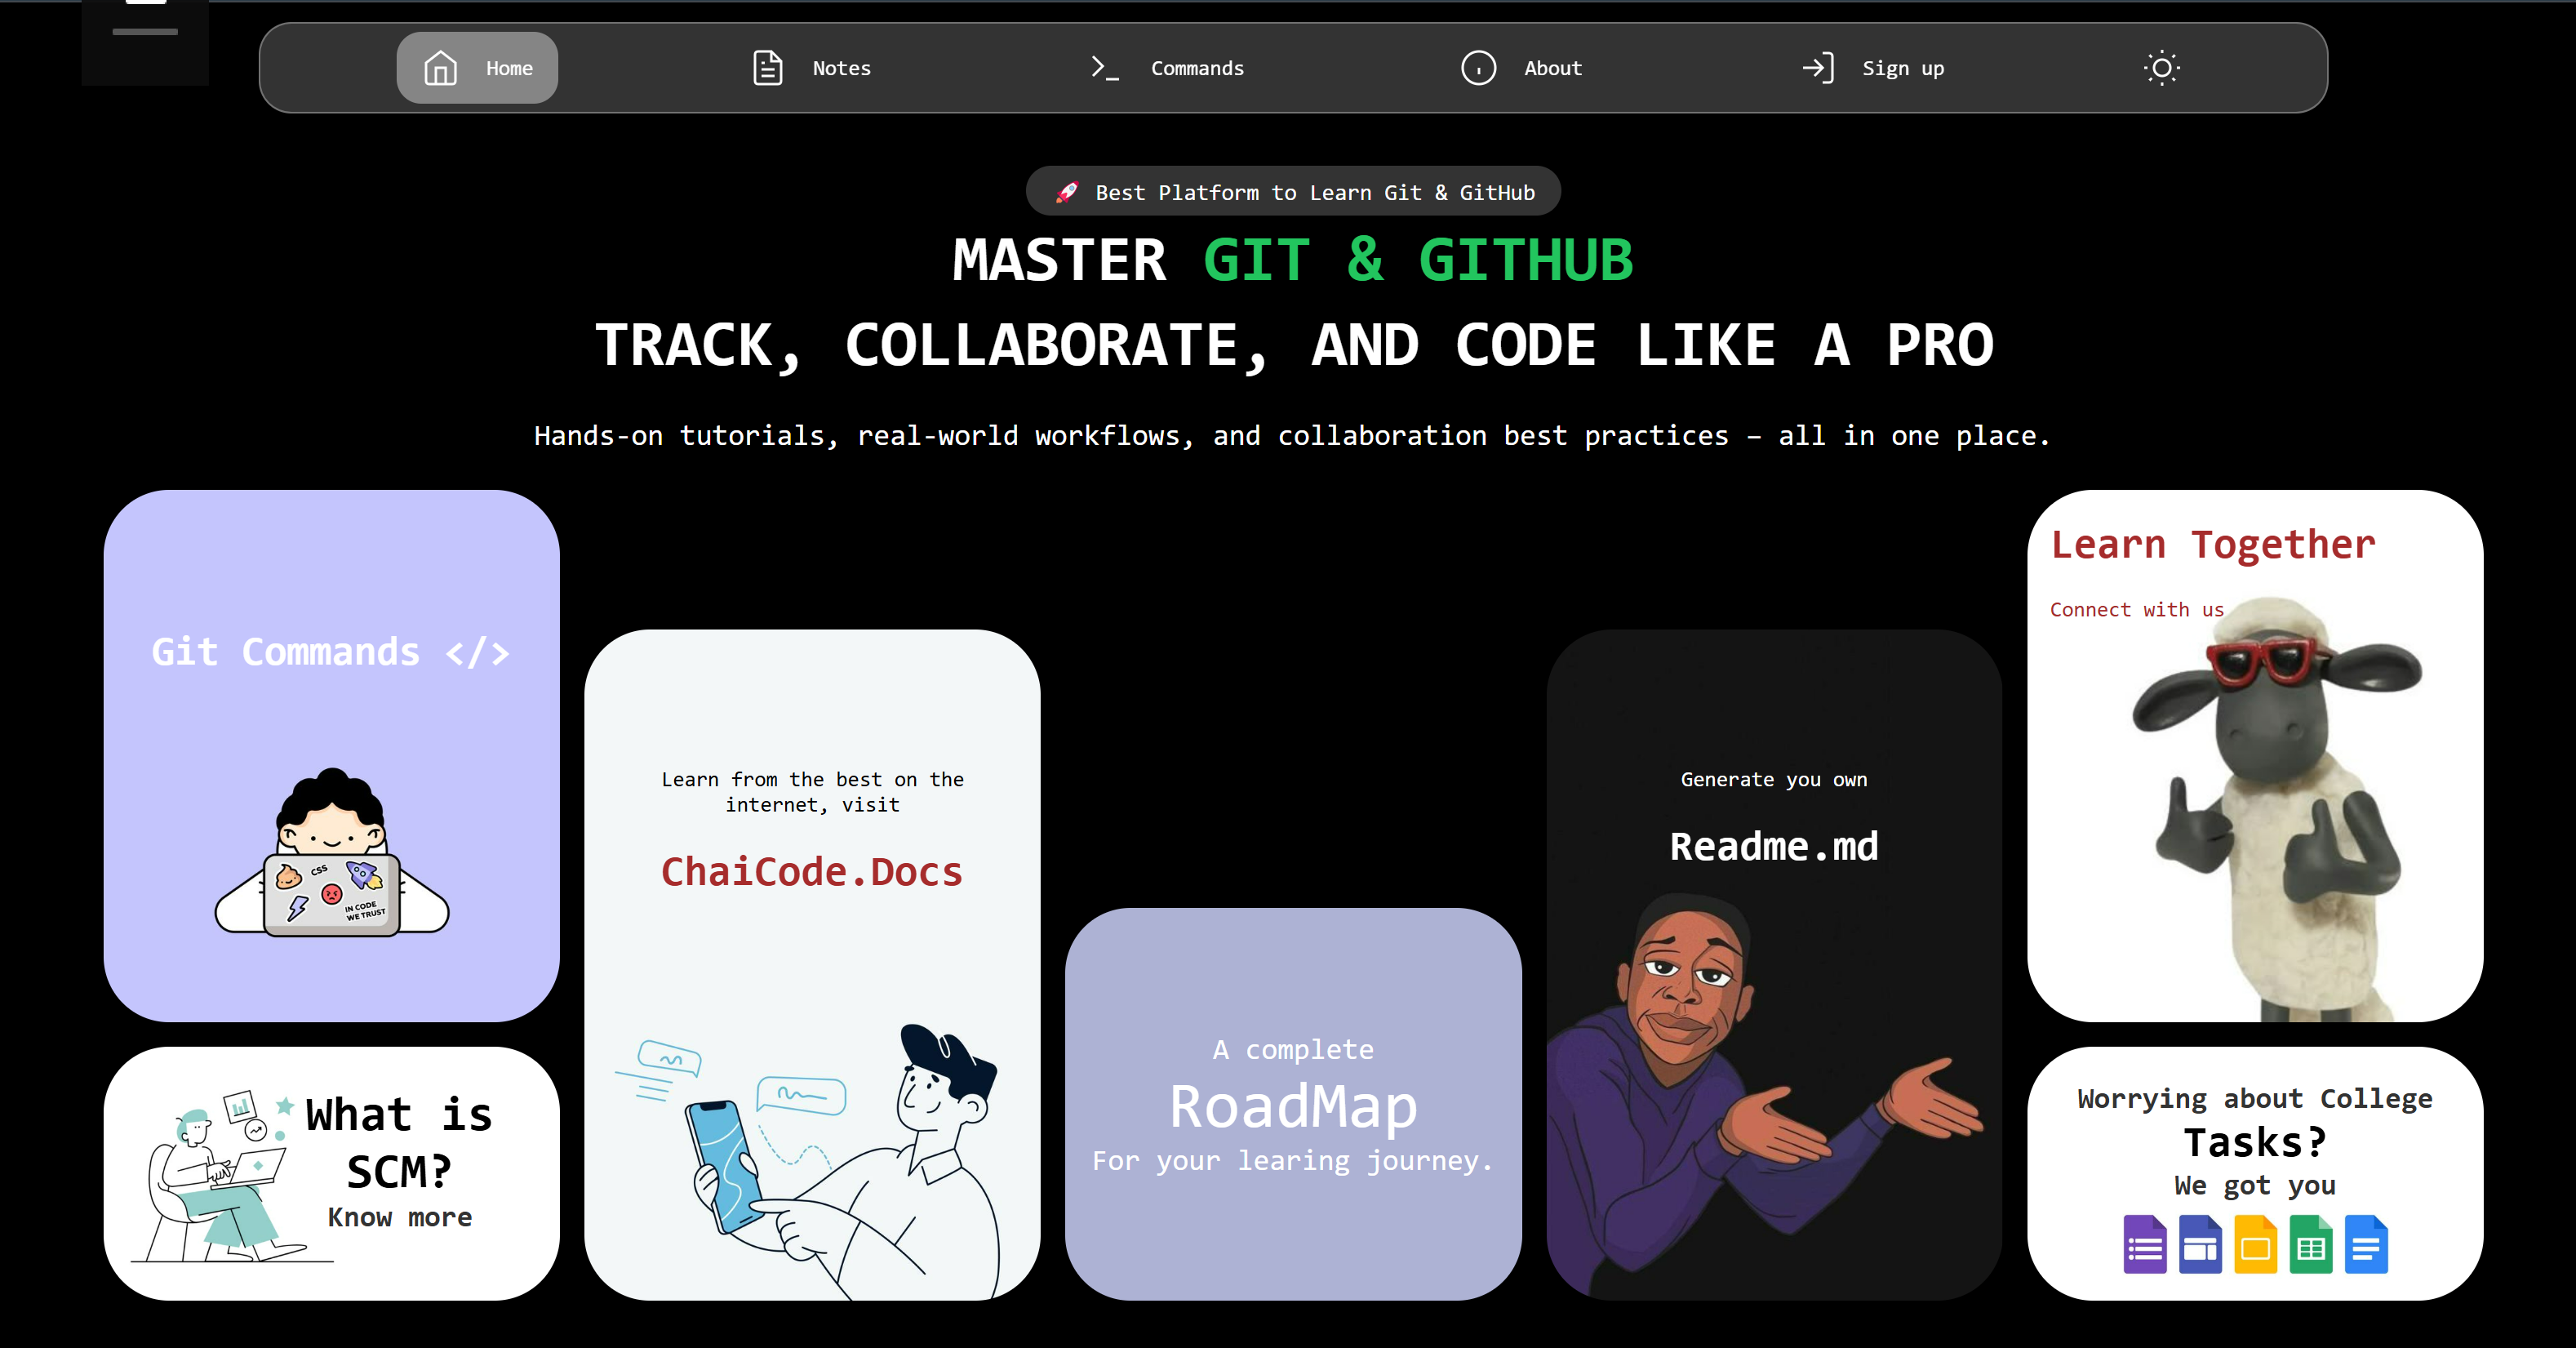 Home
Notes
Commands
About
Sign up
🚀 Best Platform to Learn Git & GitHub
MASTER GIT & GITHUB
TRACK, COLLABORATE, AND CODE LIKE A PRO
Hands-on tutorials, real-world workflows, and collaboration best practices – all in one place.
Git Commands </>
CSS
IN CODE
WE TRUST
What is
SCM?
Know more
Learn from the best on the
internet, visit
ChaiCode.Docs
A complete
RoadMap
For your learing journey.
Generate you own
Readme.md
Learn Together
Connect with us
Worrying about College
Tasks?
We got you